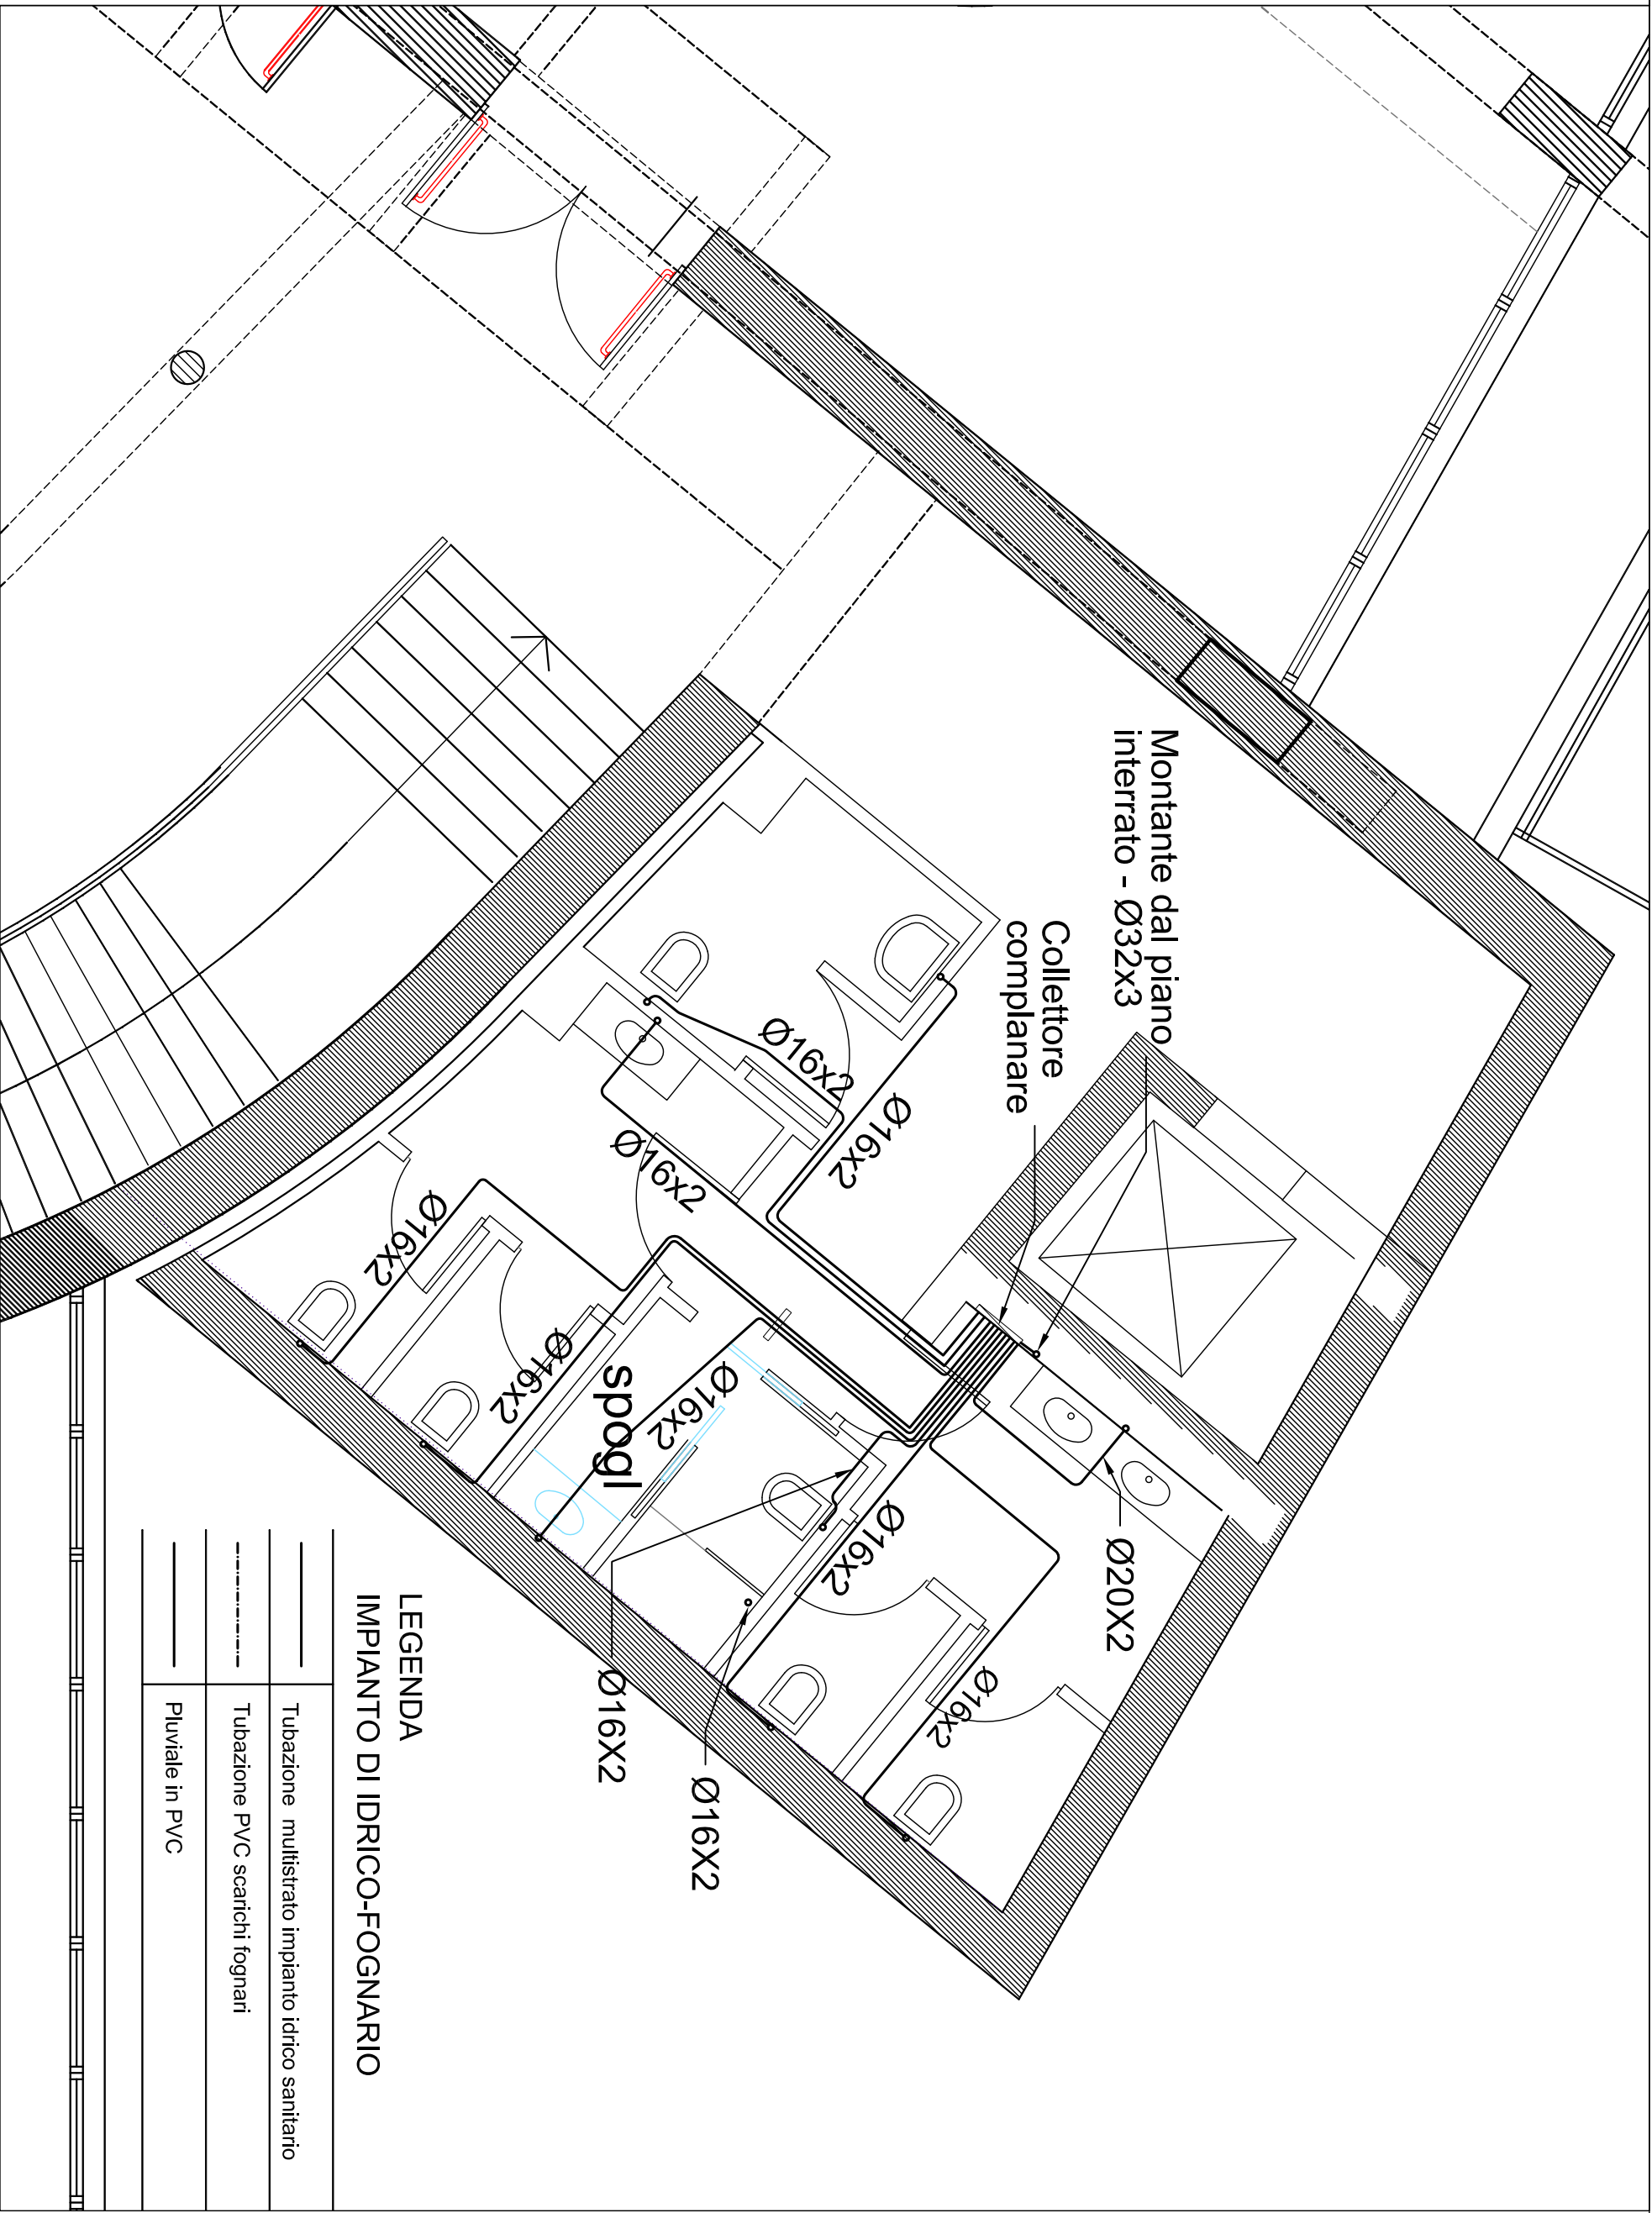 Montante dal piano
interrato - Ø32x3
Collettore
complanare
Ø16x2
Ø16x2
Ø16x2
Ø16x2
Ø16x2
Ø16x2
Ø16x2
Ø16x2
spogl
Ø20X2
Ø16X2
Ø16X2
LEGENDA
IMPIANTO DI IDRICO-FOGNARIO
Tubazione multistrato impianto idrico sanitario
Tubazione PVC scarichi fognari
Pluviale in PVC